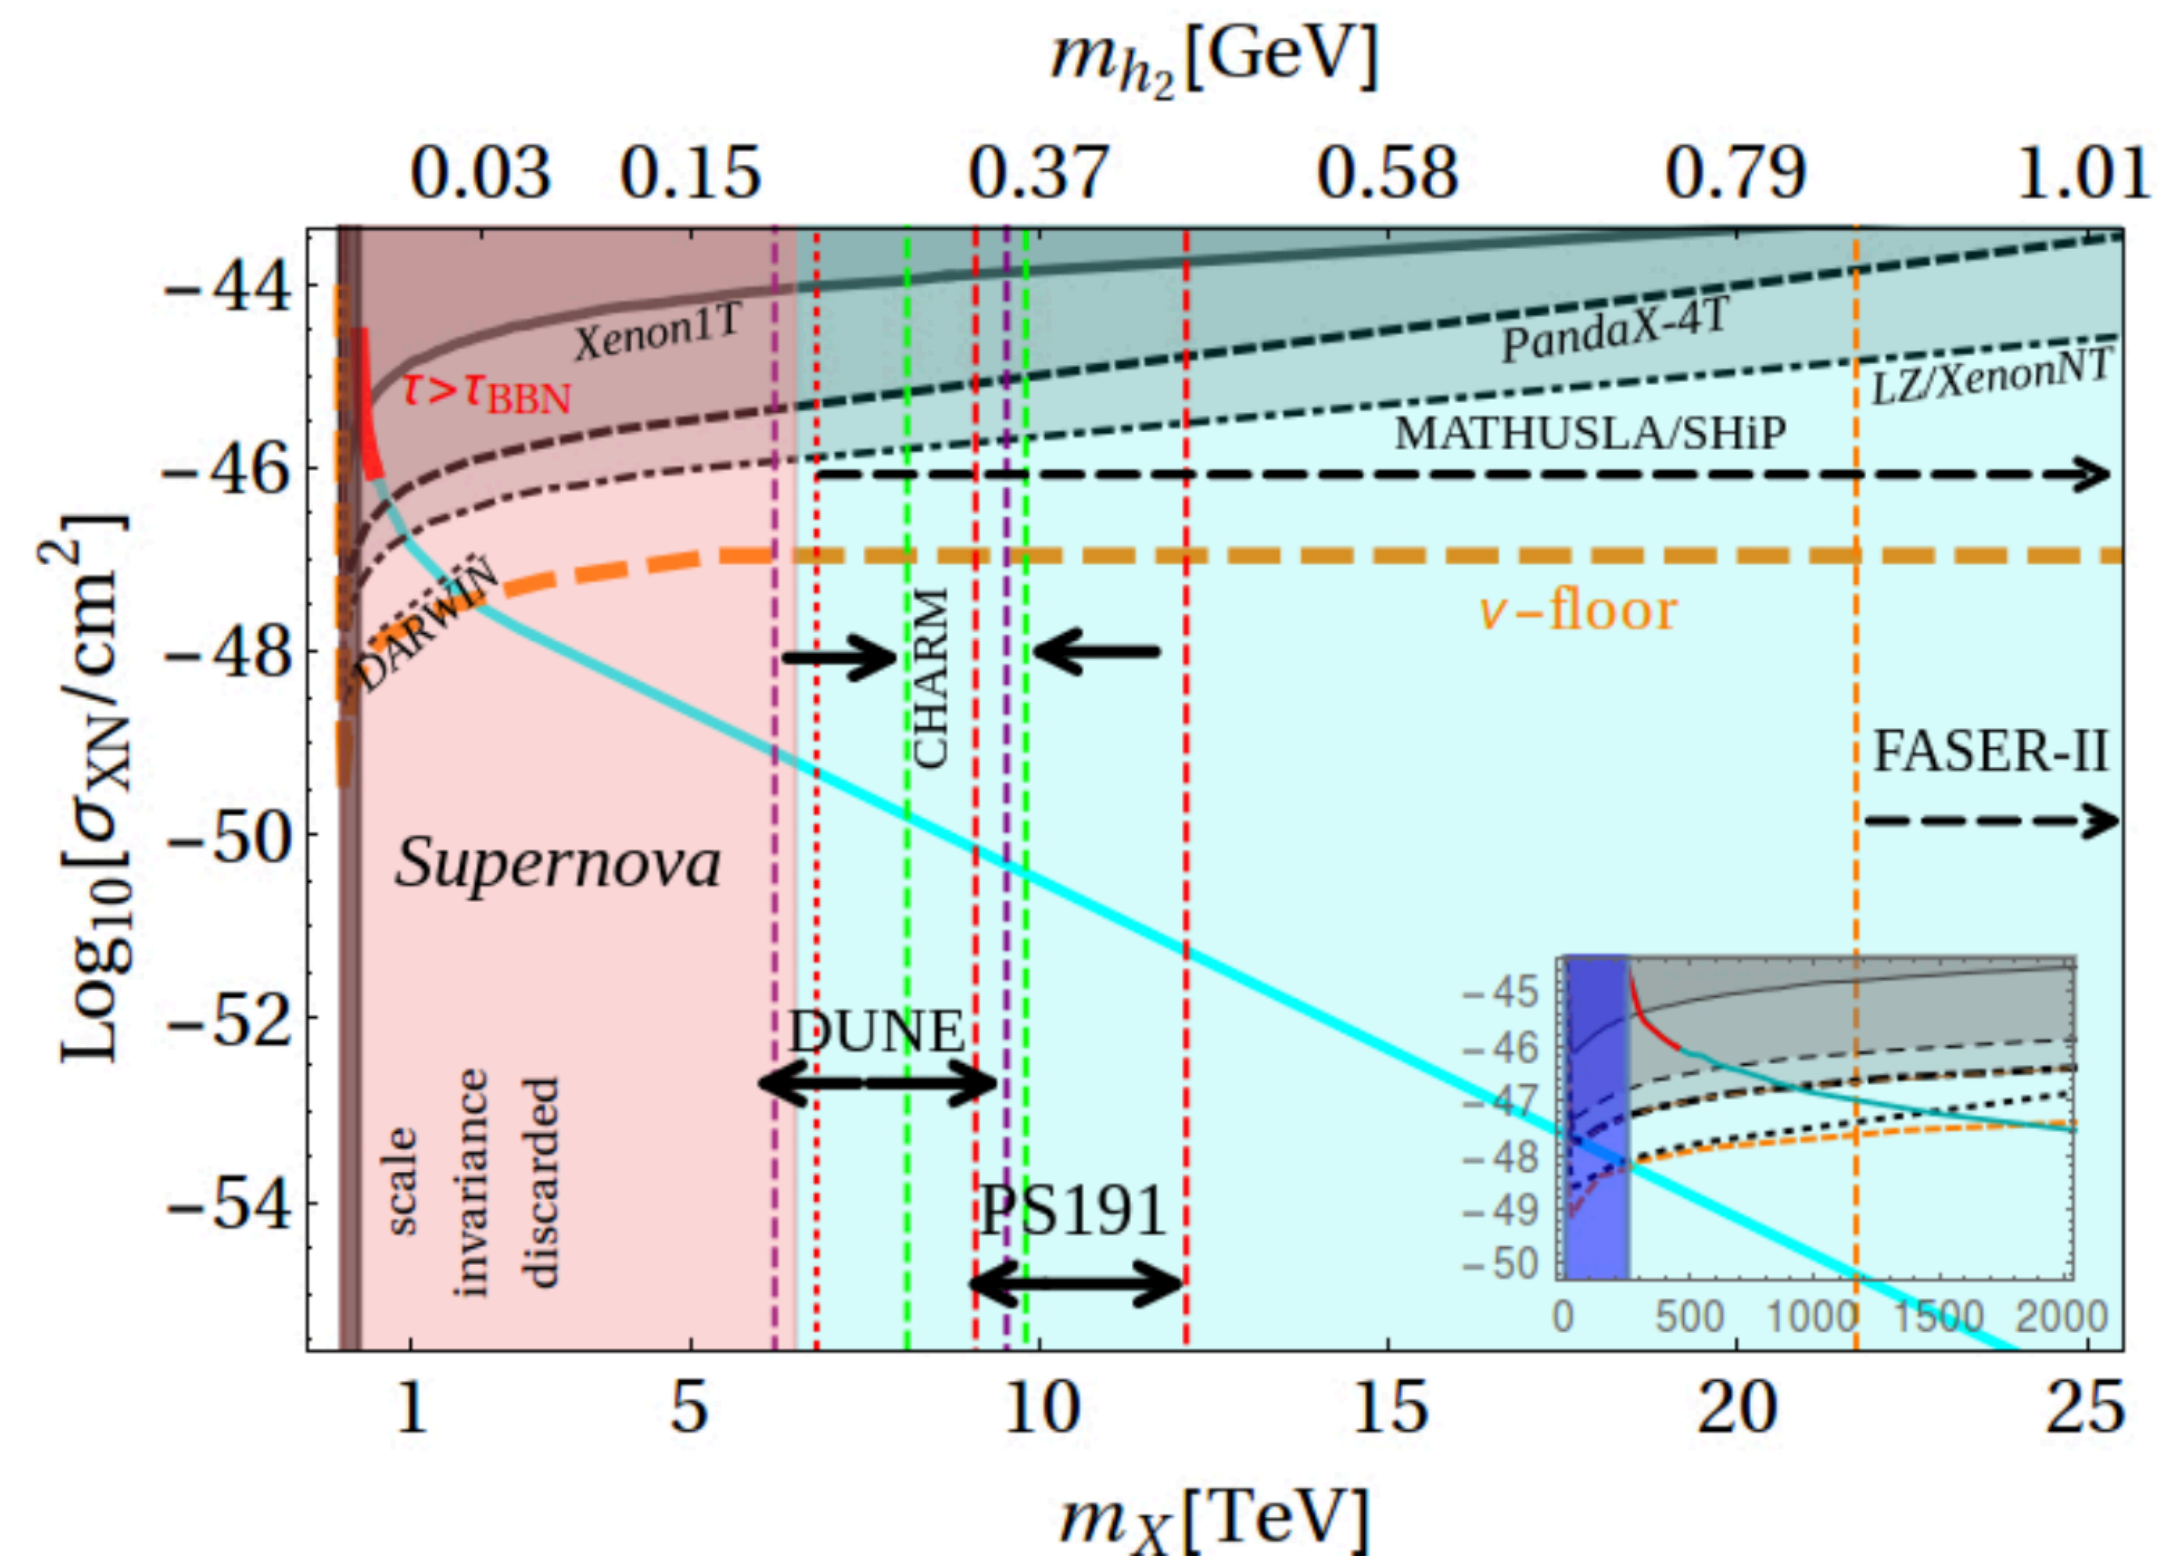 m_{h_2}[GeV]
0.03 0.15 0.37 0.58 0.79 1.01
Log_{10}[σ_{XN}/cm^2]
−44
−46
−48
−50
−52
−54
Xenon1T
τ>τ_{BBN}
PandaX-4T
LZ/XenonNT
MATHUSLA/SHiP
DARWIN
ν−floor
CHARM
FASER-II
Supernova
DUNE
PS191
scale
invariance
discarded
−45
−46
−47
−48
−49
−50
0 500 1000 1500 2000
1 5 10 15 20 25
m_X[TeV]